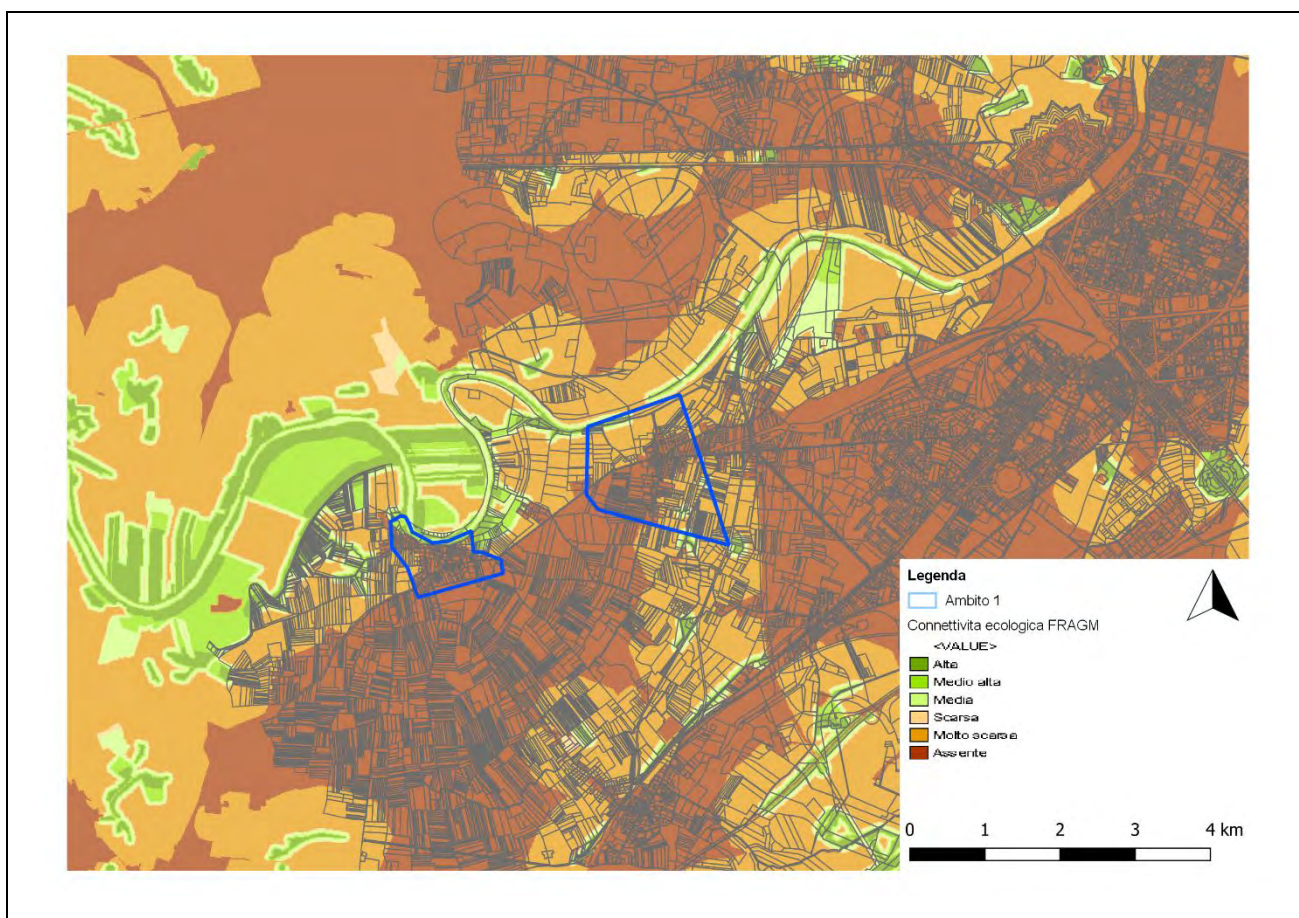 Legenda
Ambito 1
Connettivita ecologica FRAGM
<VALUE>
Alta
Medio alta
Media
Scarsa
Molto scarsa
Assente
0 1 2 3 4 km